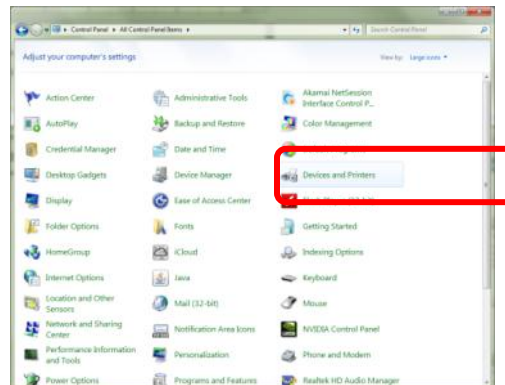 Control Panel ▸ All Control Panel Items ▸
Search Control Panel
Adjust your computer's settings
View by: Large icons
Action Center
Administrative Tools
Akamai NetSession
Interface Control P...
AutoPlay
Backup and Restore
Color Management
Credential Manager
Date and Time
Desktop Gadgets
Device Manager
Devices and Printers
Display
Ease of Access Center
Folder Options
Fonts
Getting Started
HomeGroup
iCloud
Indexing Options
Internet Options
Java
Keyboard
Location and Other
Sensors
Mail (32-bit)
Mouse
Network and Sharing
Center
Notification Area Icons
NVIDIA Control Panel
Performance Information
and Tools
Personalization
Phone and Modem
Power Options
Programs and Features
Realtek HD Audio Manager